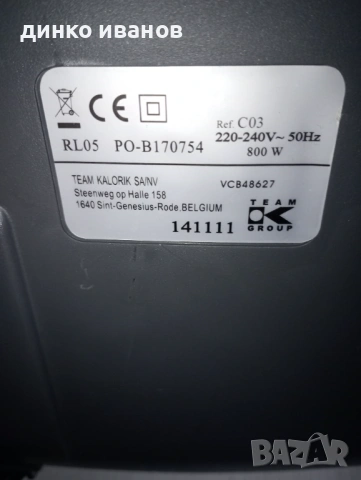 динко иванов
Ref. C03
RL05 PO-B170754 220-240V~ 50Hz
800 W
TEAM KALORIK SA/NV VCB48627
Steenweg op Halle 158
1640 Sint-Genesius-Rode.BELGIUM
141111
TEAM
K
GROUP
BAZAR